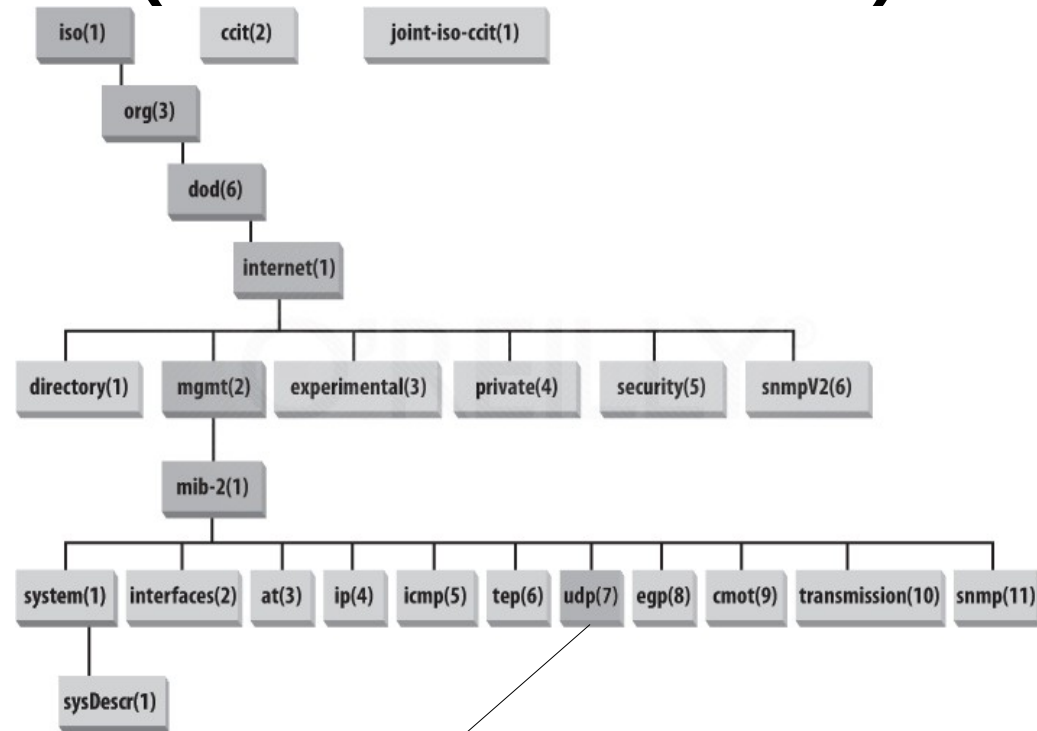 iso(1) ccit(2) joint-iso-ccit(1)
org(3)
dod(6)
internet(1)
directory(1) mgmt(2) experimental(3) private(4) security(5) snmpV2(6)
mib-2(1)
system(1) interfaces(2) at(3) ip(4) icmp(5) tep(6) udp(7) egp(8) cmot(9) transmission(10) snmp(11)
sysDescr(1)